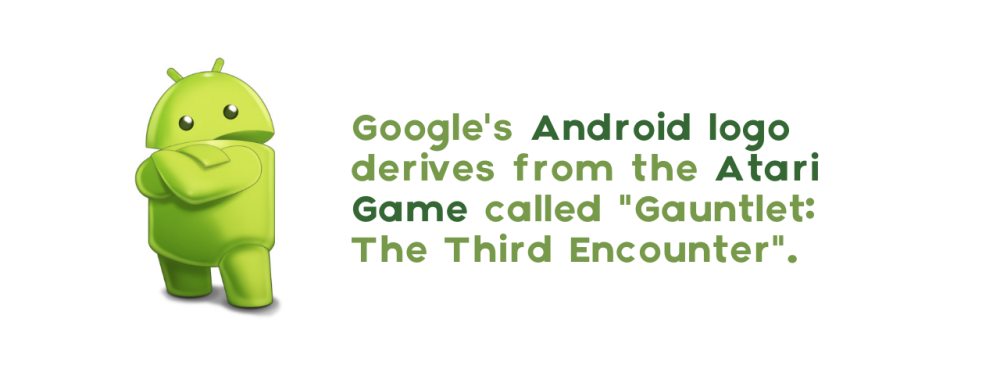 Google's Android logo
derives from the Atari
Game called "Gauntlet:
The Third Encounter".